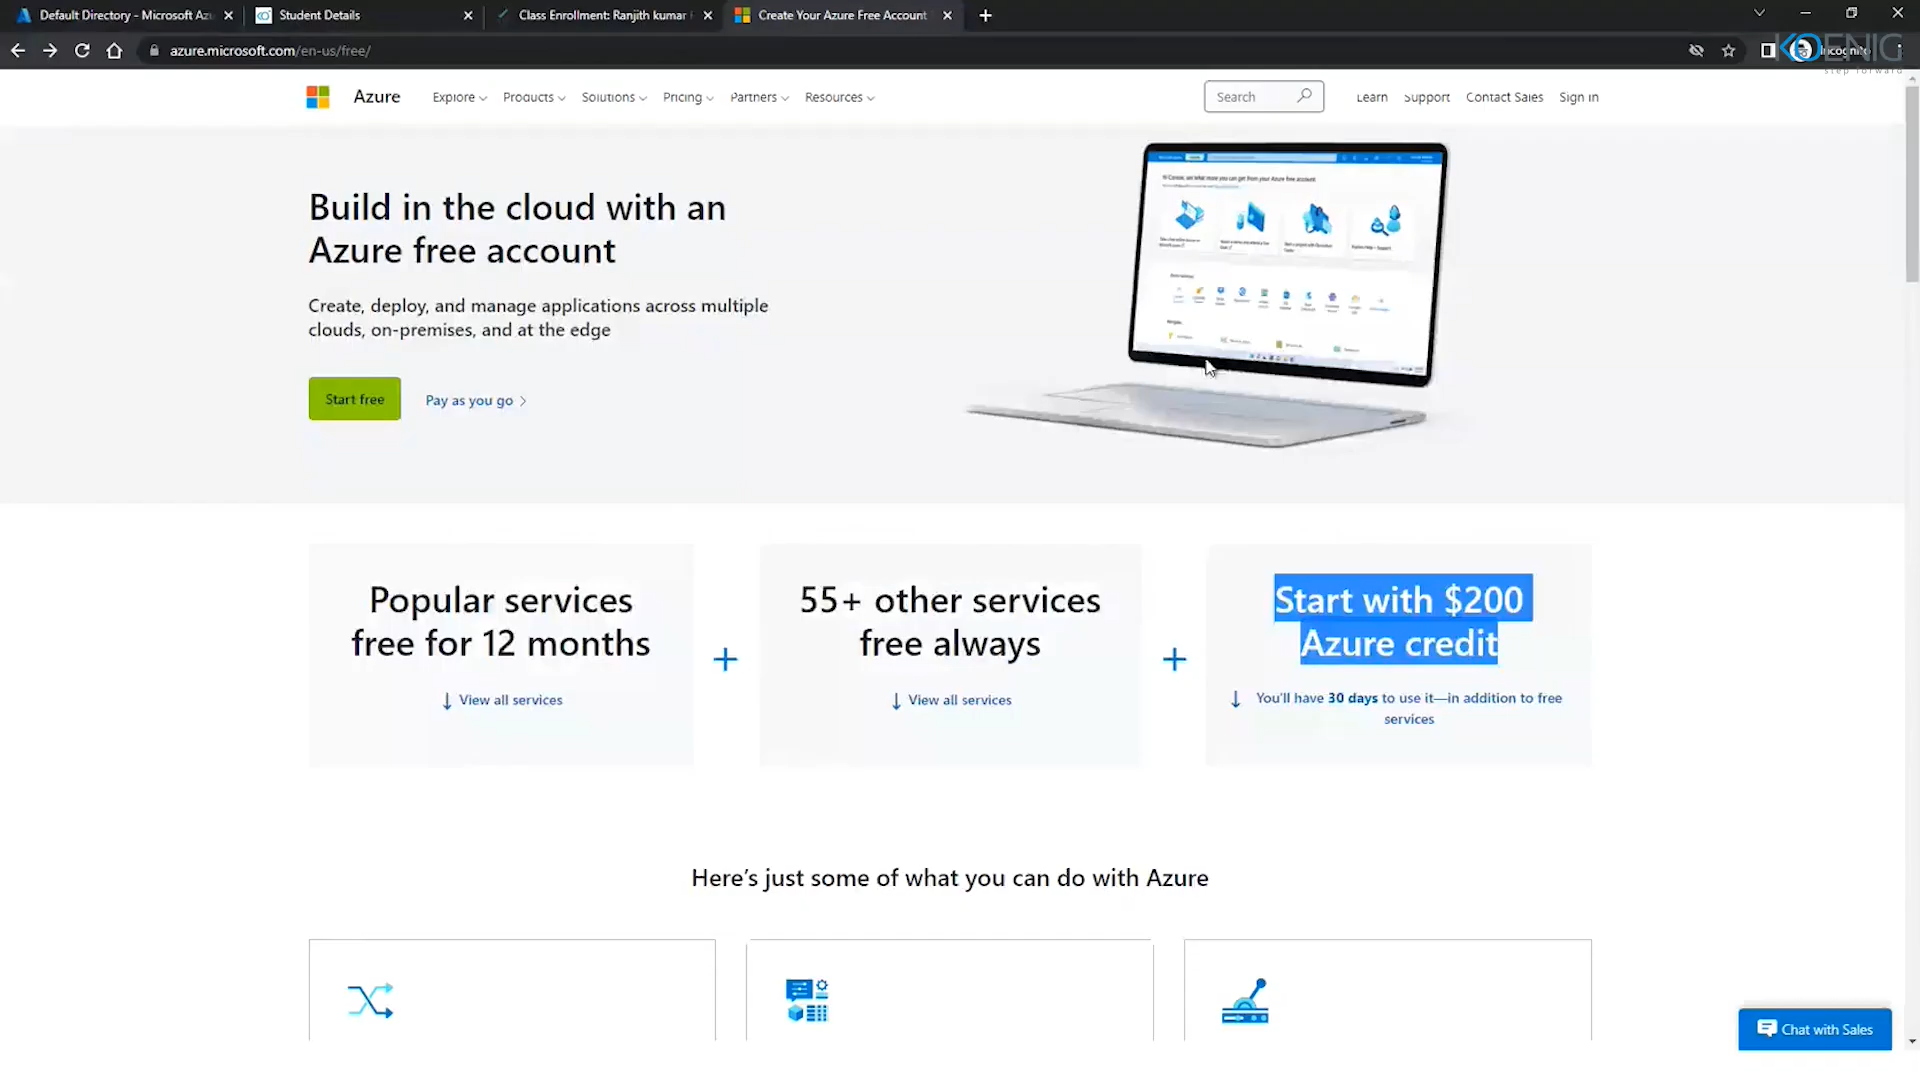 Default Directory - Microsoft Az
Student Details
Class Enrollment: Ranjith kumar
Create Your Azure Free Account
azure.microsoft.com/en-us/free/
Incognito
KOENIG
step forward
Azure
Explore
Products
Solutions
Pricing
Partners
Resources
Search
Learn
Support
Contact Sales
Sign in
Build in the cloud with an
Azure free account
Create, deploy, and manage applications across multiple
clouds, on-premises, and at the edge
Start free
Pay as you go
Popular services
free for 12 months
View all services
+
55+ other services
free always
View all services
+
Start with $200
Azure credit
You'll have 30 days to use it—in addition to free
services
Here's just some of what you can do with Azure
Chat with Sales